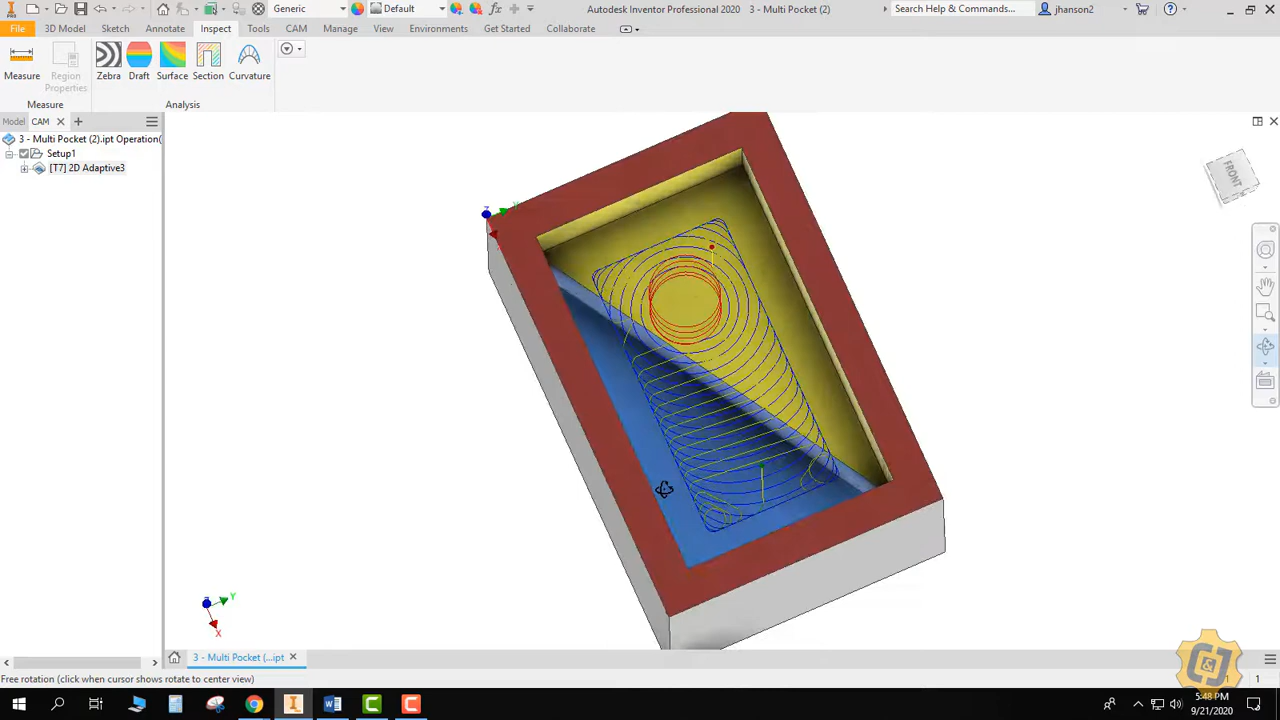 Generic
Default
Autodesk Inventor Professional 2020 3 - Multi Pocket (2)
Search Help & Commands...
jhanson2
PRO
File 3D Model Sketch Annotate Inspect Tools CAM Manage View Environments Get Started Collaborate
Measure Region Properties Zebra Draft Surface Section Curvature
Measure Analysis
Model CAM
3 - Multi Pocket (2).ipt Operation(
Setup1
[T7] 2D Adaptive3
FRONT
Z Y
Z Y
X
3 - Multi Pocket (...ipt
Free rotation (click when cursor shows rotate to center view)
1 1
C&J
5:48 PM
9/21/2020